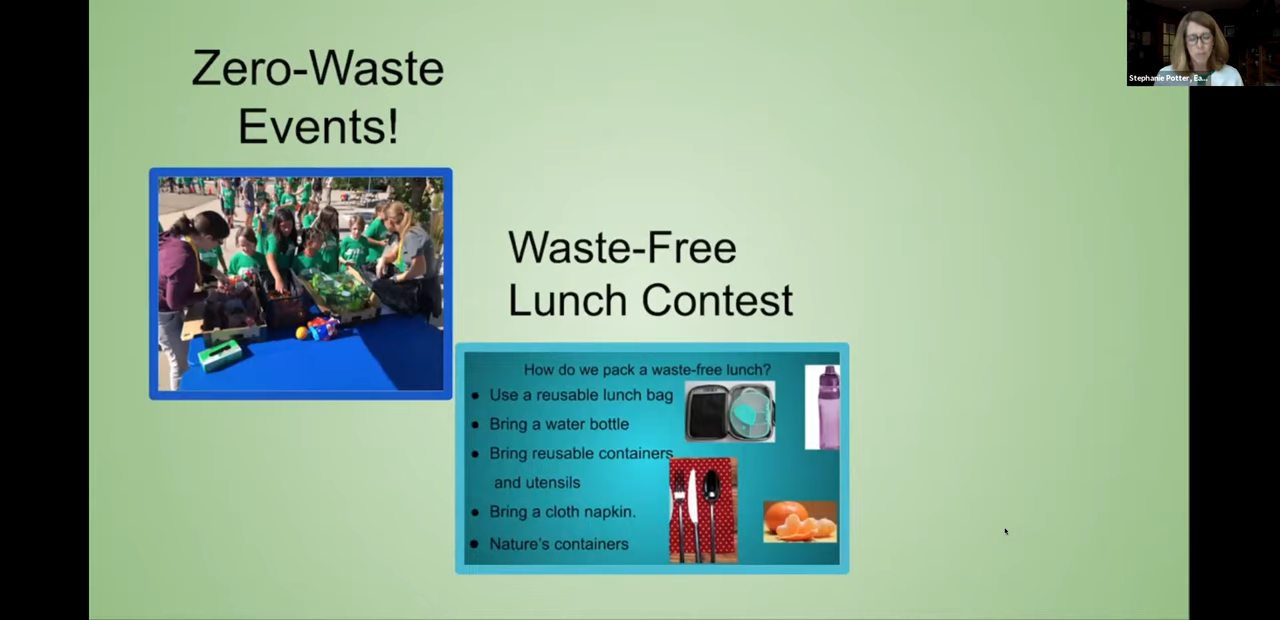 Zero-Waste
Events!
Stephanie Potter, Ea...
Waste-Free
Lunch Contest
How do we pack a waste-free lunch?
Use a reusable lunch bag
Bring a water bottle
Bring reusable containers
and utensils
Bring a cloth napkin.
Nature's containers